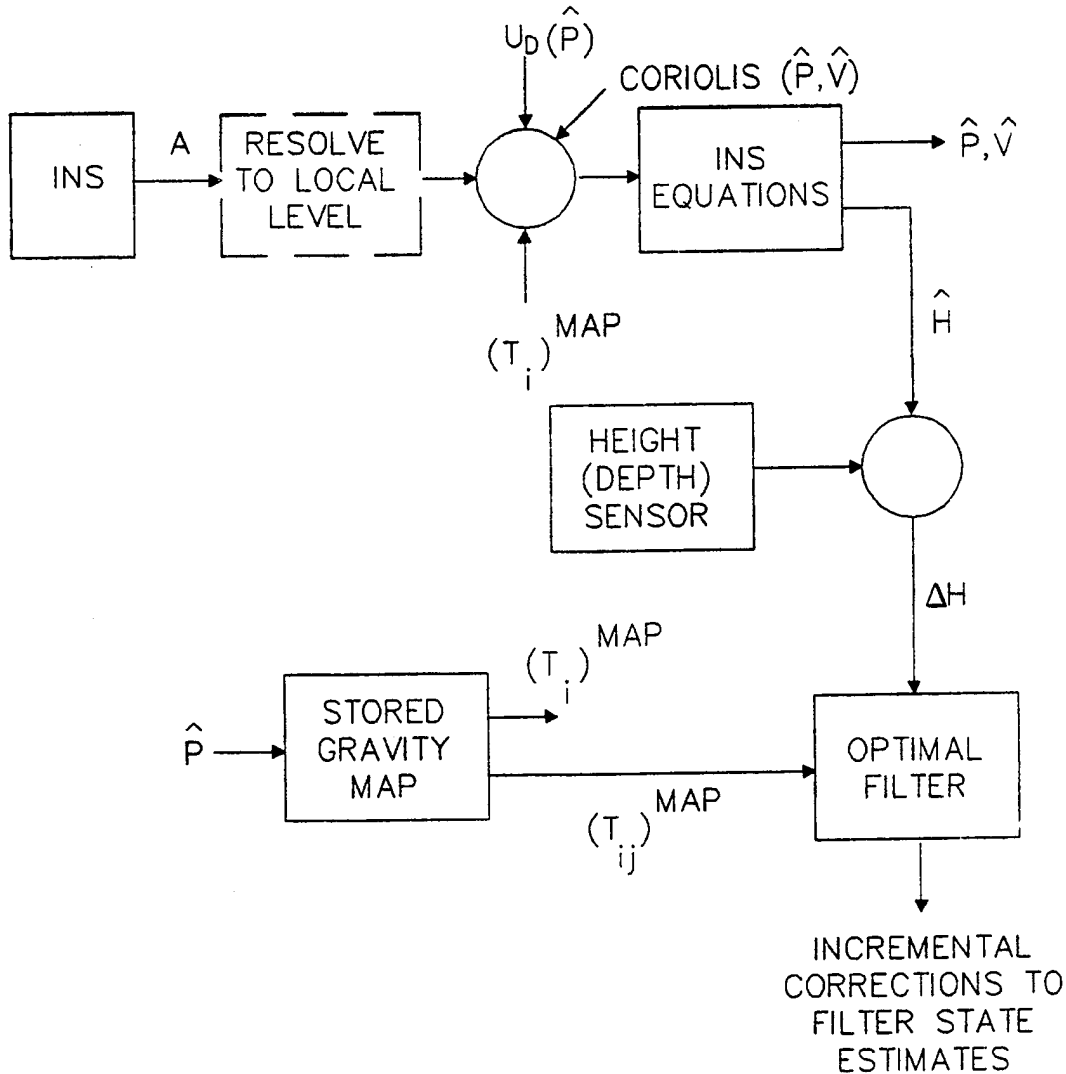 U_D(P̂)
CORIOLIS (P̂,V̂)
INS
A
RESOLVE
TO LOCAL
LEVEL
INS
EQUATIONS
P̂,V̂
(T_i)^MAP
Ĥ
HEIGHT
(DEPTH)
SENSOR
ΔH
P̂
STORED
GRAVITY
MAP
(T_i)^MAP
(T_ij)^MAP
OPTIMAL
FILTER
INCREMENTAL
CORRECTIONS TO
FILTER STATE
ESTIMATES